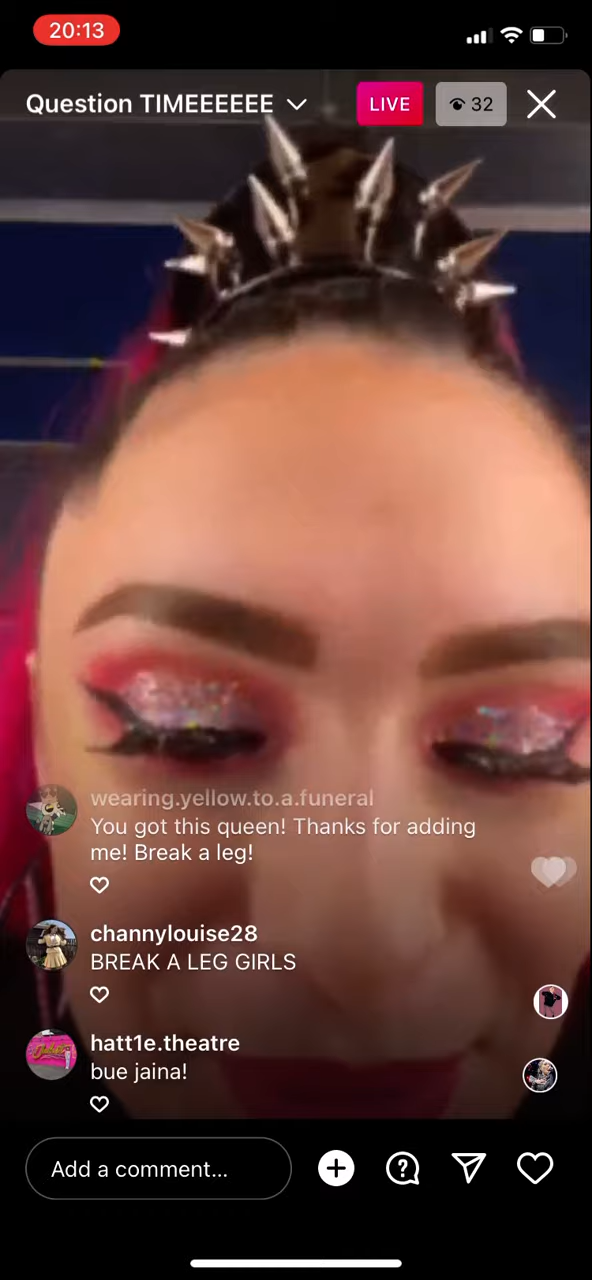 20:13
Question TIMEEEEEE
LIVE
32
wearing.yellow.to.a.funeral
You got this queen! Thanks for adding
me! Break a leg!
channylouise28
BREAK A LEG GIRLS
hatt1e.theatre
bue jaina!
Add a comment...